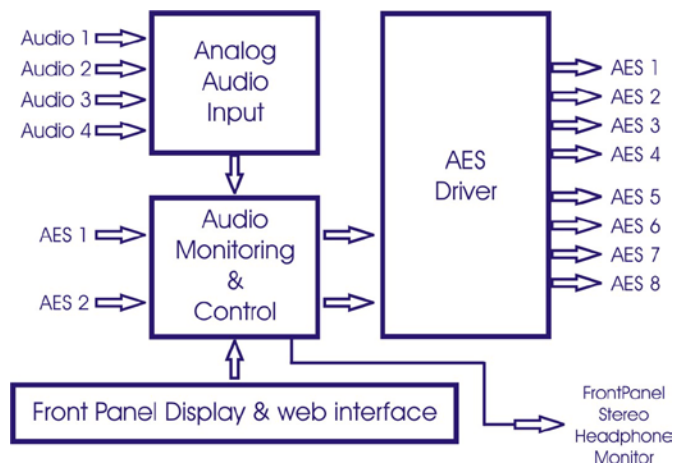 Audio 1
Audio 2
Audio 3
Audio 4
Analog
Audio
Input
AES 1
AES 2
Audio
Monitoring
&
Control
AES
Driver
AES 1
AES 2
AES 3
AES 4
AES 5
AES 6
AES 7
AES 8
Front Panel Display & web interface
FrontPanel
Stereo
Headphone
Monitor